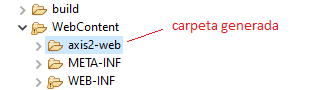 build
WebContent
axis2-web
carpeta generada
META-INF
WEB-INF